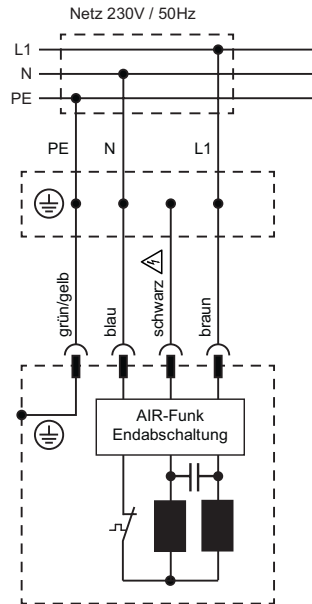 Netz 230V / 50Hz
L1
N
PE
PE N L1
grün/gelb
blau
schwarz
braun
AIR-Funk
Endabschaltung